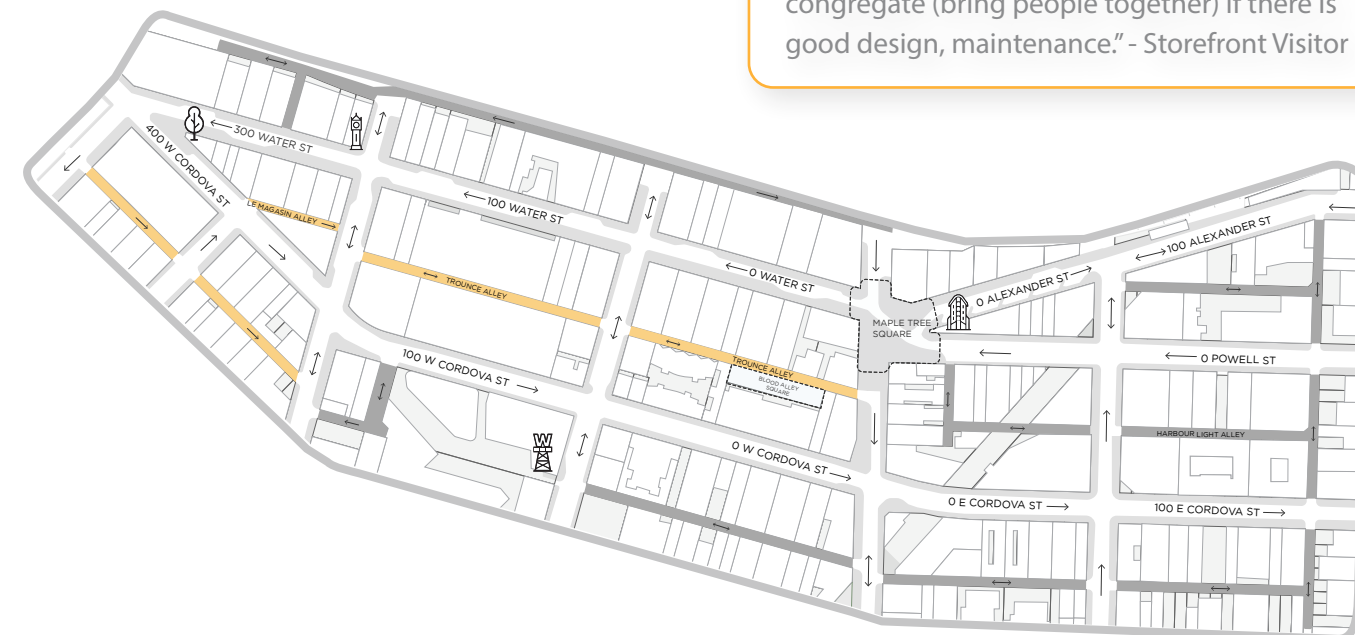 congregate (bring people together) if there is
good design, maintenance." - Storefront Visitor
300 WATER ST
400 W CORDOVA ST
LE MAGASIN ALLEY
100 WATER ST
TROUNCE ALLEY
0 WATER ST
100 ALEXANDER ST
0 ALEXANDER ST
MAPLE TREE
SQUARE
0 POWELL ST
TROUNCE ALLEY
BLOOD ALLEY
SQUARE
100 W CORDOVA ST
W
HARBOUR LIGHT ALLEY
0 W CORDOVA ST
0 E CORDOVA ST
100 E CORDOVA ST